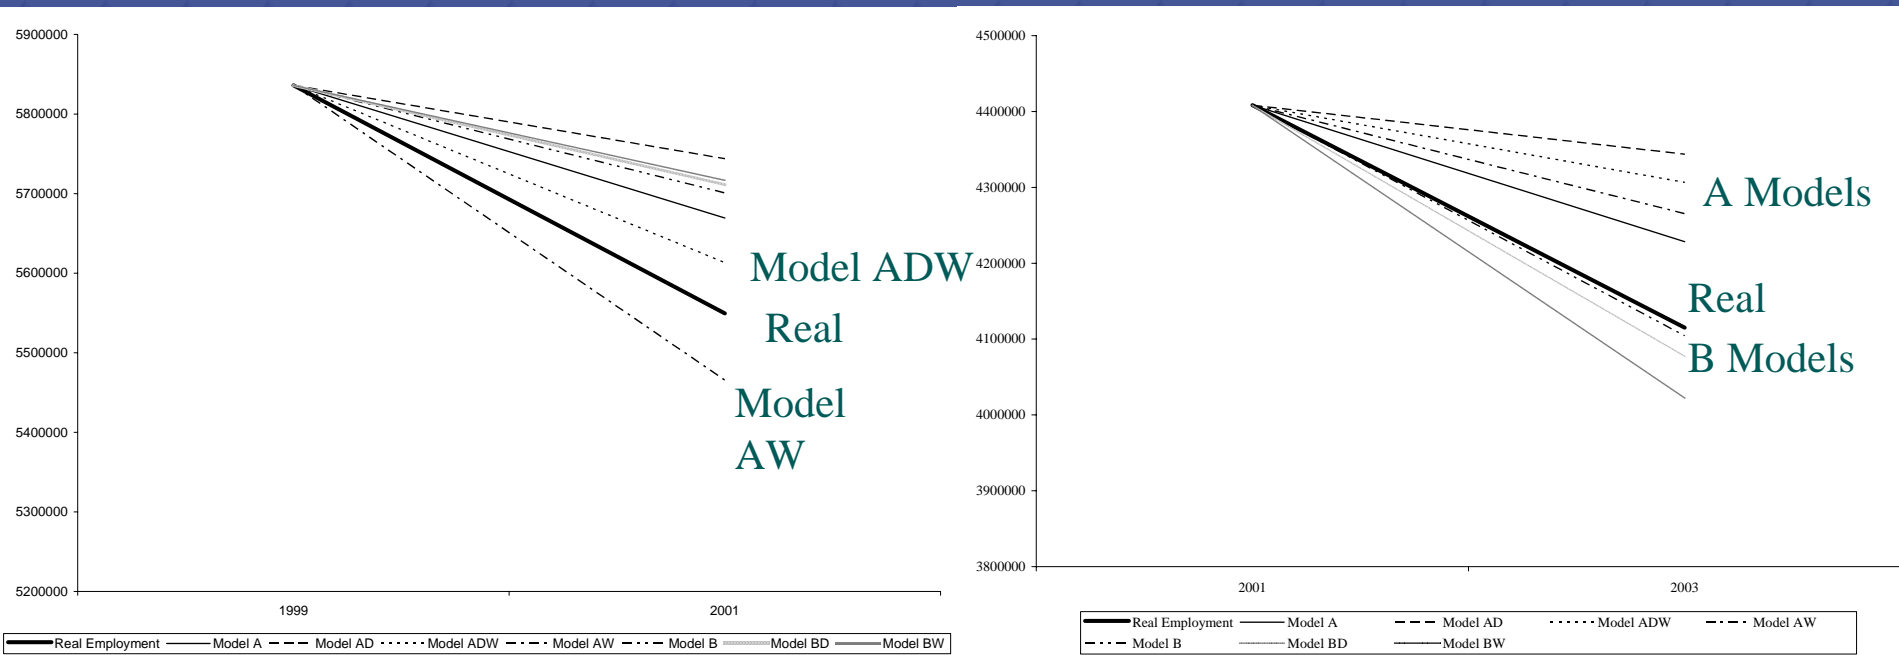 5900000
5800000
5700000
5600000
5500000
5400000
5300000
5200000
1999
2001
Model ADW
Real
Model
AW
Real Employment Model A Model AD Model ADW Model AW Model B Model BD Model BW
4500000
4400000
4300000
4200000
4100000
4000000
3900000
3800000
2001
2003
A Models
Real
B Models
Real Employment Model A Model AD Model ADW Model AW
Model B Model BD Model BW